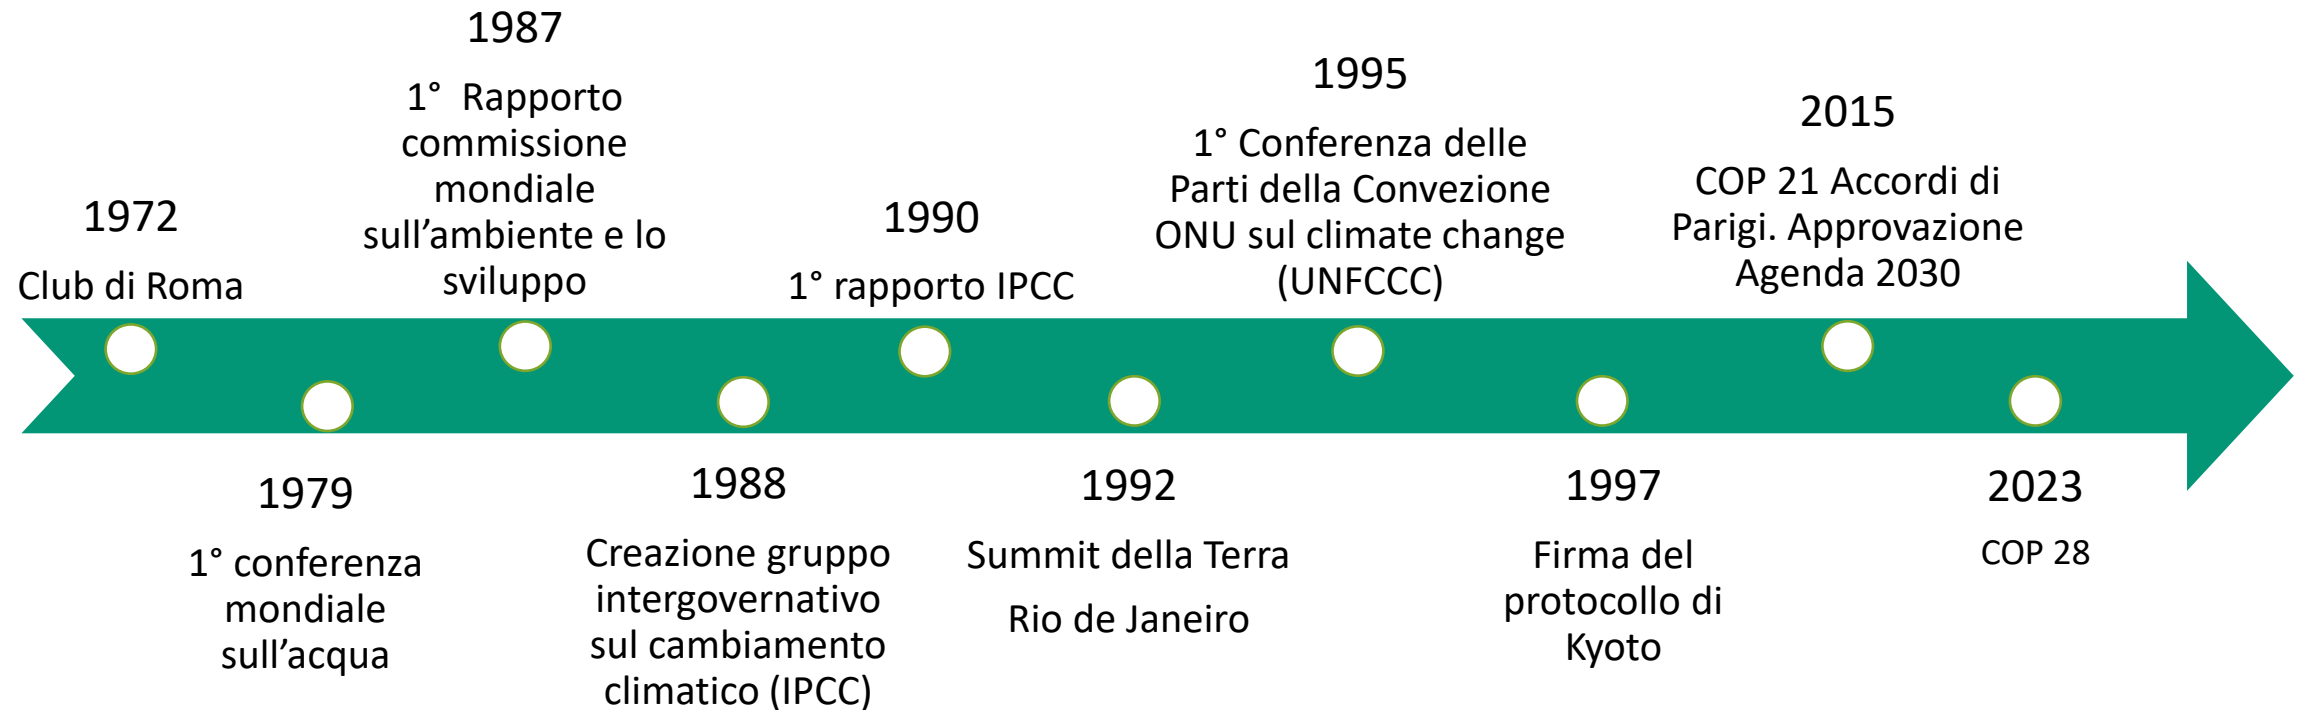 1972
Club di Roma
1979
1° conferenza
mondiale
sull’acqua
1987
1° Rapporto
commissione
mondiale
sull’ambiente e lo
sviluppo
1988
Creazione gruppo
intergovernativo
sul cambiamento
climatico (IPCC)
1990
1° rapporto IPCC
1992
Summit della Terra
Rio de Janeiro
1995
1° Conferenza delle
Parti della Convezione
ONU sul climate change
(UNFCCC)
1997
Firma del
protocollo di
Kyoto
2015
COP 21 Accordi di
Parigi. Approvazione
Agenda 2030
2023
COP 28